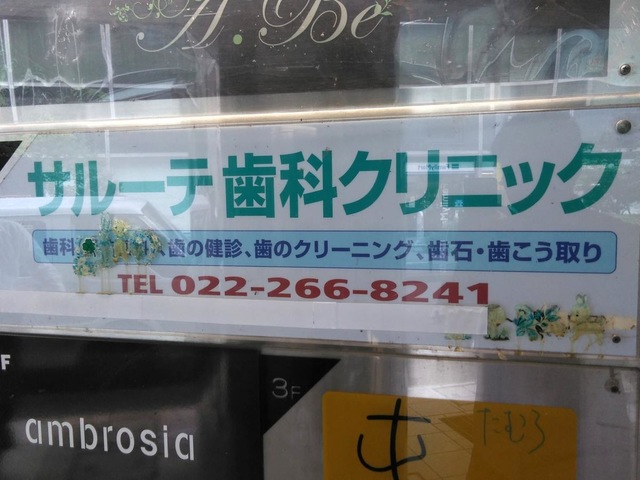 A. Be
サルーテ歯科クリニック
歯科 歯の健診、歯のクリーニング、歯石・歯こう取り
TEL 022-266-8241
F
3F
ambrosia
屯 たむろ